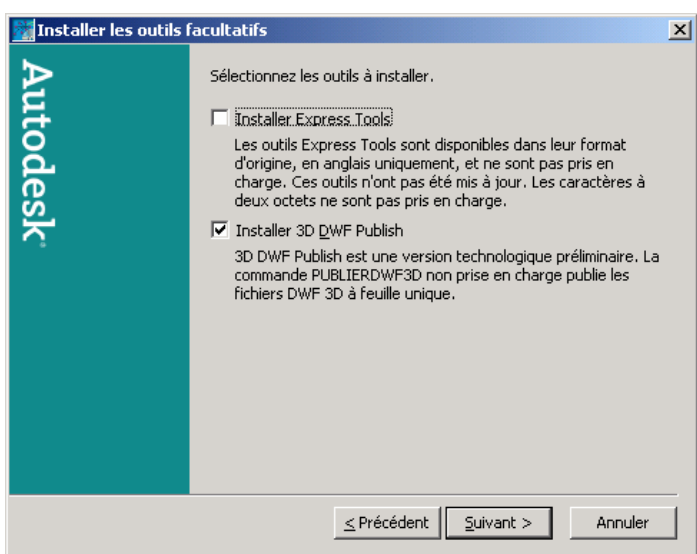 Installer les outils facultatifs
Autodesk
Sélectionnez les outils à installer.
Installer Express Tools
Les outils Express Tools sont disponibles dans leur format
d'origine, en anglais uniquement, et ne sont pas pris en
charge. Ces outils n'ont pas été mis à jour. Les caractères à
deux octets ne sont pas pris en charge.
Installer 3D DWF Publish
3D DWF Publish est une version technologique préliminaire. La
commande PUBLIERDWF3D non prise en charge publie les
fichiers DWF 3D à feuille unique.
< Précédent
Suivant >
Annuler